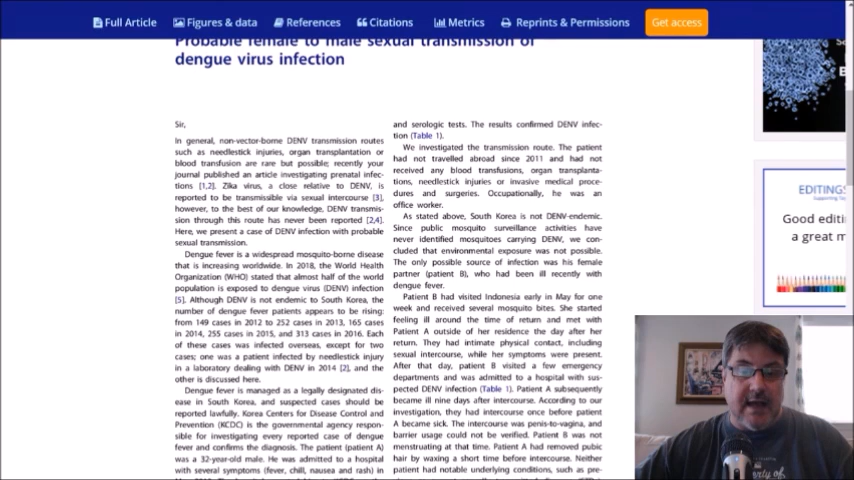 Full Article
Figures & data
References
Citations
Metrics
Reprints & Permissions
Get access
Probable female to male sexual transmission of
dengue virus infection
Sir,
In general, non-vector-borne DENV transmission routes
such as needlestick injuries, organ transplantation or
blood transfusion are rare but possible; recently your
journal published an article investigating prenatal infec-
tions [1,2]. Zika virus, a close relative to DENV, is
reported to be transmissible via sexual intercourse [3],
however, to the best of our knowledge, DENV transmis-
sion through this route has never been reported [2,4].
Here, we present a case of DENV infection with probable
sexual transmission.
Dengue fever is a widespread mosquito-borne disease
that is increasing worldwide. In 2018, the World Health
Organization (WHO) stated that almost half of the world
population is exposed to dengue virus (DENV) infection
[5]. Although DENV is not endemic to South Korea, the
number of dengue fever patients appears to be rising:
from 149 cases in 2012 to 252 cases in 2013, 165 cases
in 2014, 255 cases in 2015, and 313 cases in 2016. Each
of these cases was infected overseas, except for two
cases; one was a patient infected by needlestick injury
in a laboratory dealing with DENV in 2014 [2], and the
other is discussed here.
Dengue fever is managed as a legally designated dis-
ease in South Korea, and suspected cases should be
reported lawfully. Korea Centers for Disease Control and
Prevention (KCDC) is the governmental agency respon-
sible for investigating every reported case of dengue
fever and confirms the diagnosis. The patient (patient A)
was a 32-year-old male. He was admitted to a hospital
with several symptoms (fever, chill, nausea and rash) in
and serologic tests. The results confirmed DENV infec-
tion (Table 1).
We investigated the transmission route. The patient
had not travelled abroad since 2011 and had not
received any blood transfusions, organ transplanta-
tions, needlestick injuries or invasive medical proce-
dures and surgeries. Occupationally, he was an
office worker.
As stated above, South Korea is not DENV-endemic.
Since public mosquito surveillance activities have
never identified mosquitoes carrying DENV, we con-
cluded that environmental exposure was not possible.
The only possible source of infection was his female
partner (patient B), who had been ill recently with
dengue fever.
Patient B had visited Indonesia early in May for one
week and received several mosquito bites. She started
feeling ill around the time of return and met with
Patient A outside of her residence the day after her
return. They had intimate physical contact, including
sexual intercourse, while her symptoms were present.
After that day, patient B visited a few emergency
departments and was admitted to a hospital with sus-
pected DENV infection (Table 1). Patient A subsequently
became ill nine days after intercourse. According to our
investigation, they had intercourse once before patient
A became sick. The intercourse was penis-to-vagina, and
barrier usage could not be verified. Patient B was not
menstruating at that time. Patient A had removed pubic
hair by waxing a short time before intercourse. Neither
patient had notable underlying conditions, such as pre-
EDITING
Good editi
a great m